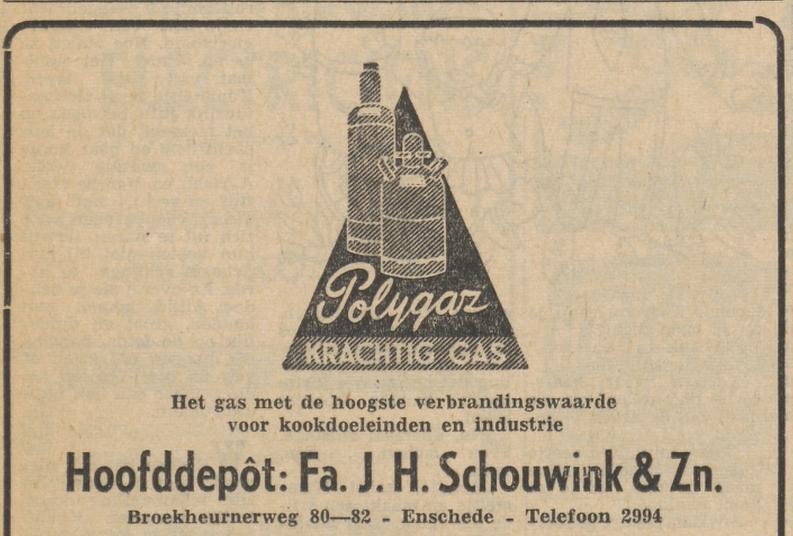 Polygaz
KRACHTIG GAS
Het gas met de hoogste verbrandingswaarde
voor kookdoeleinden en industrie
Hoofddepôt: Fa. J. H. Schouwink & Zn.
Broekheurnerweg 80—82 - Enschede - Telefoon 2994